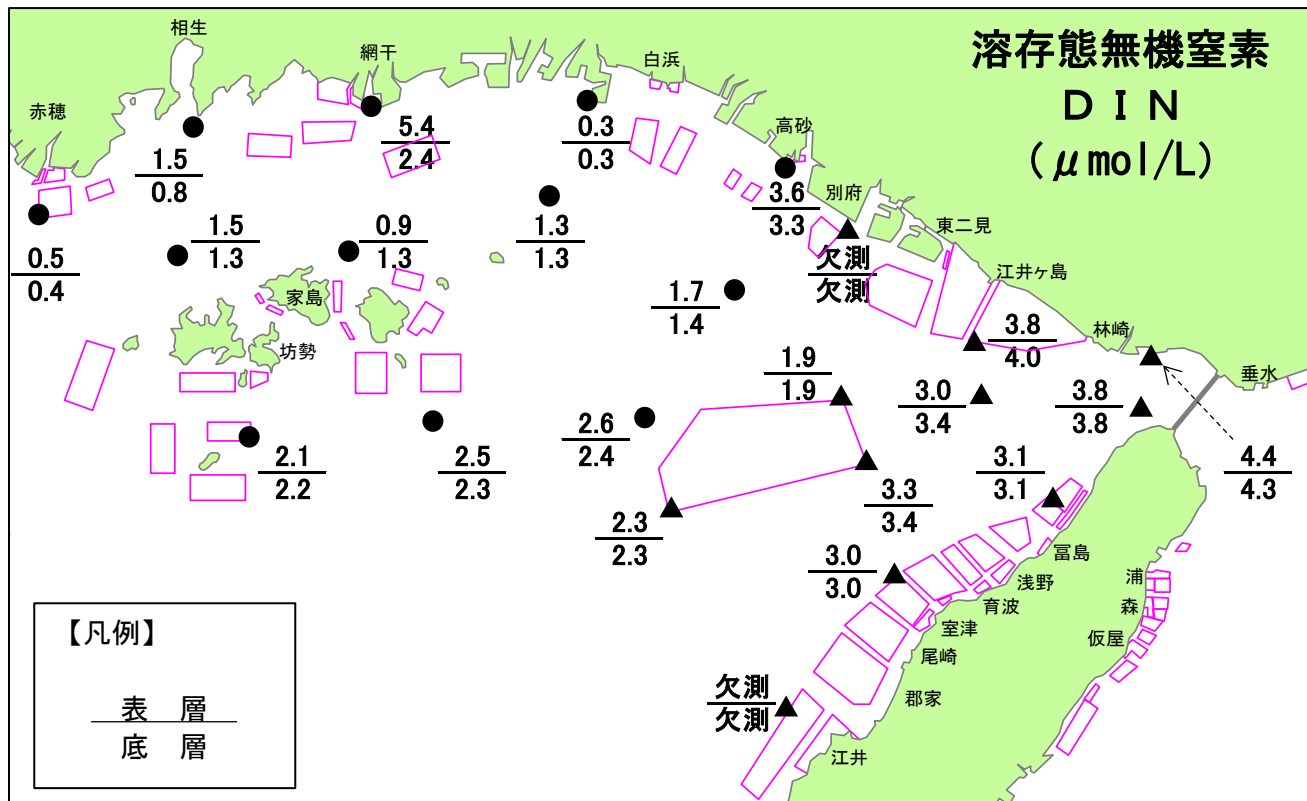 溶存態無機窒素
ＤＩＮ
(μmol/L)
相生
網干
白浜
赤穂
高砂
別府
東二見
江井ヶ島
林崎
垂水
家島
坊勢
5.4
2.4
0.3
0.3
1.5
0.8
3.6
3.3
1.5
1.3
0.9
1.3
1.3
1.3
0.5
0.4
欠測
欠測
1.7
1.4
3.8
4.0
1.9
1.9
3.0
3.4
3.8
3.8
2.6
2.4
2.1
2.2
2.5
2.3
3.1
3.1
4.4
4.3
3.3
3.4
2.3
2.3
3.0
3.0
欠測
欠測
冨島
浅野
育波
室津
尾崎
郡家
江井
浦
森
仮屋
【凡例】
表 層
底 層